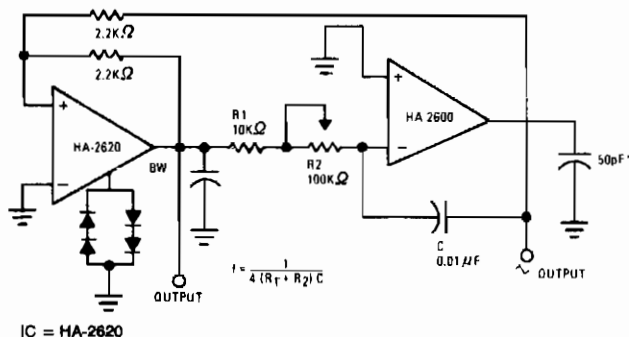 2.2KΩ
2.2KΩ
+
HA-2620
−
BW
R1
10KΩ
R2
100KΩ
+
HA 2600
−
50pF
C
0.01μF
∼ OUTPUT
OUTPUT
f = 1 / 4 (R1 + R2) C
IC = HA-2620